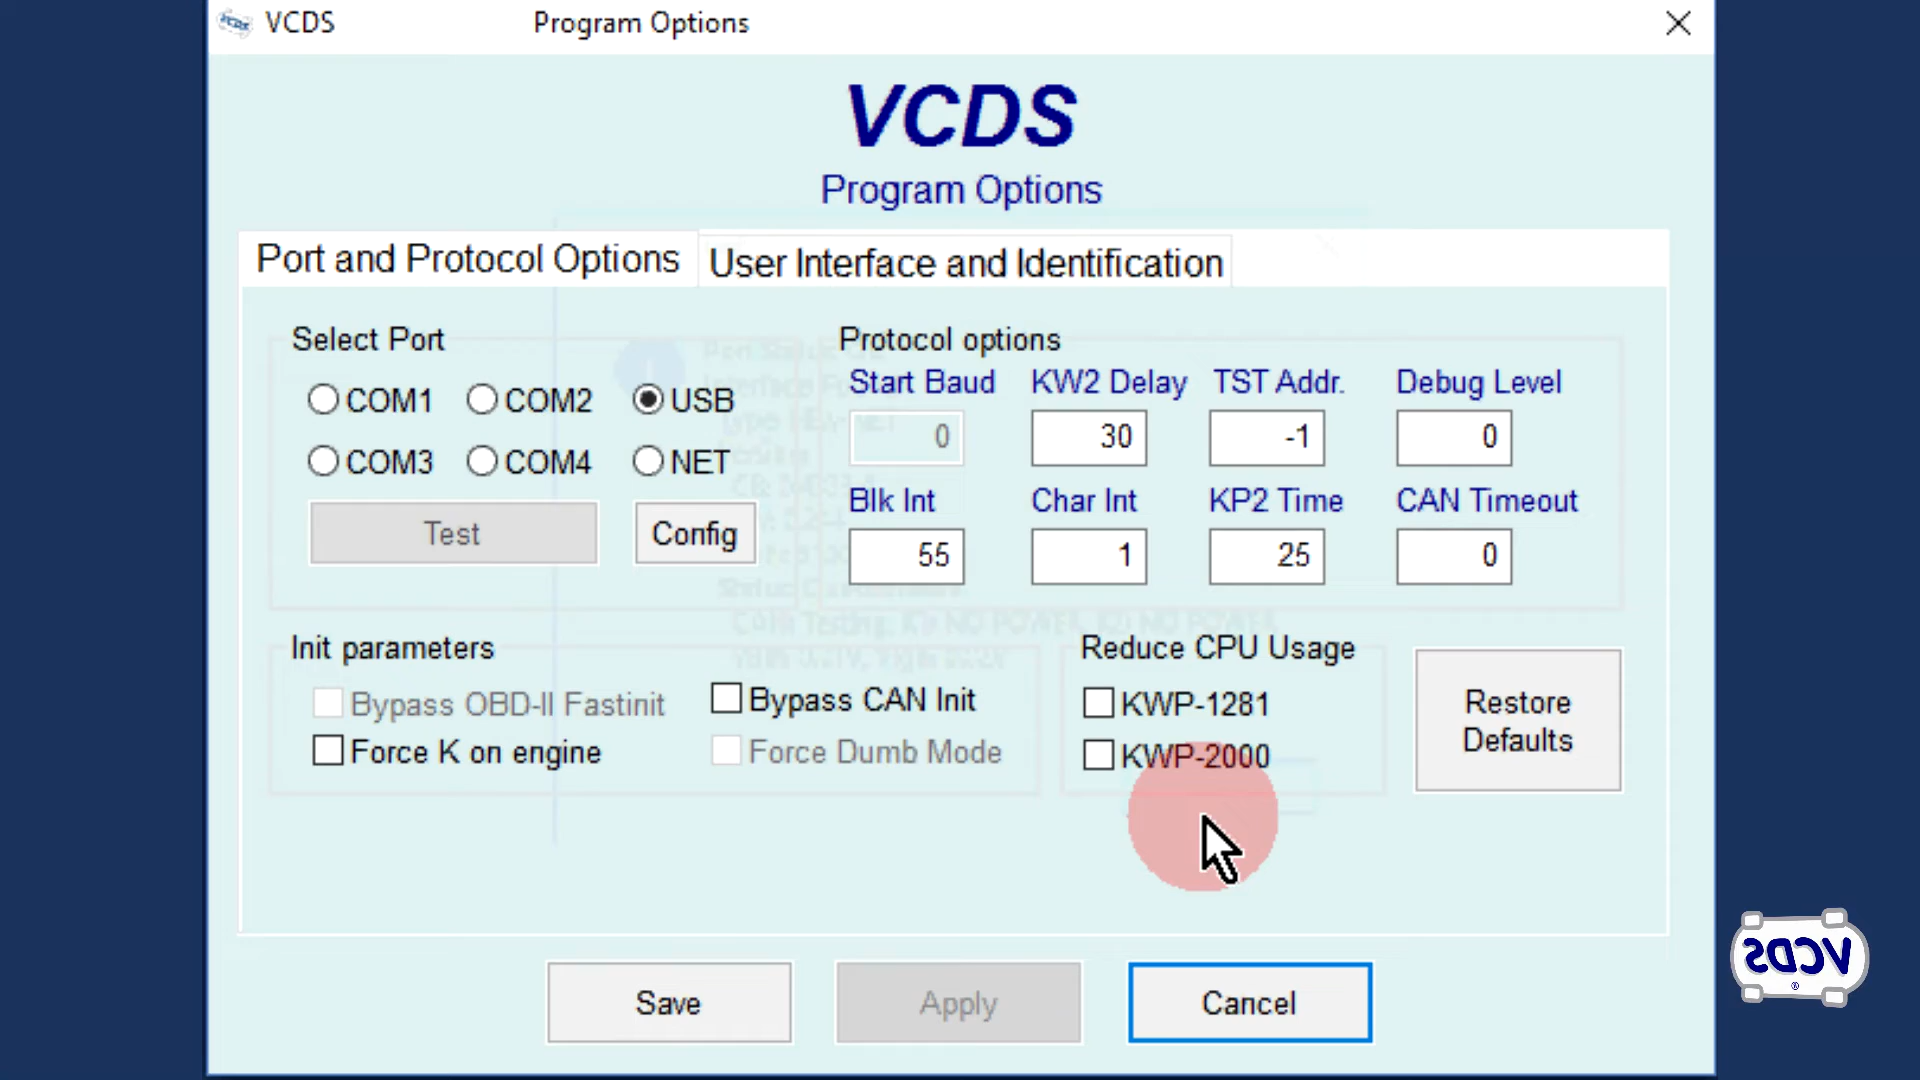 VCDS Program Options
VCDS
Program Options
Port and Protocol Options User Interface and Identification
Select Port
COM1 COM2 USB
COM3 COM4 NET
Test Config
Protocol options
Start Baud KW2 Delay TST Addr. Debug Level
0 30 -1 0
Blk Int Char Int KP2 Time CAN Timeout
55 1 25 0
Init parameters
Bypass OBD-II Fastinit Bypass CAN Init
Force K on engine Force Dumb Mode
Reduce CPU Usage
KWP-1281
KWP-2000
Restore
Defaults
Save Apply Cancel
VCDS
®